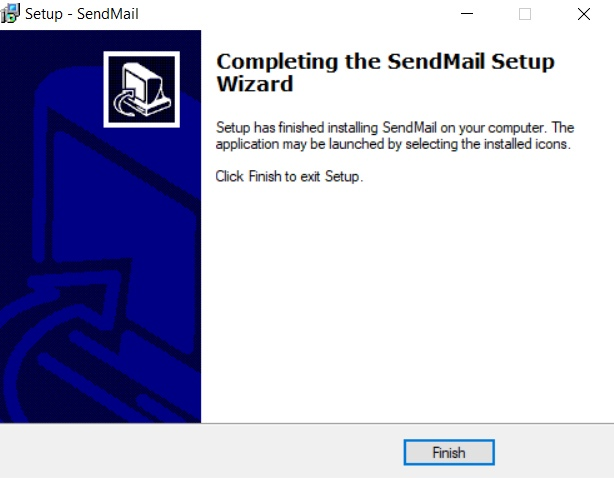 Setup - SendMail
Completing the SendMail Setup
Wizard
Setup has finished installing SendMail on your computer. The
application may be launched by selecting the installed icons.
Click Finish to exit Setup.
Finish